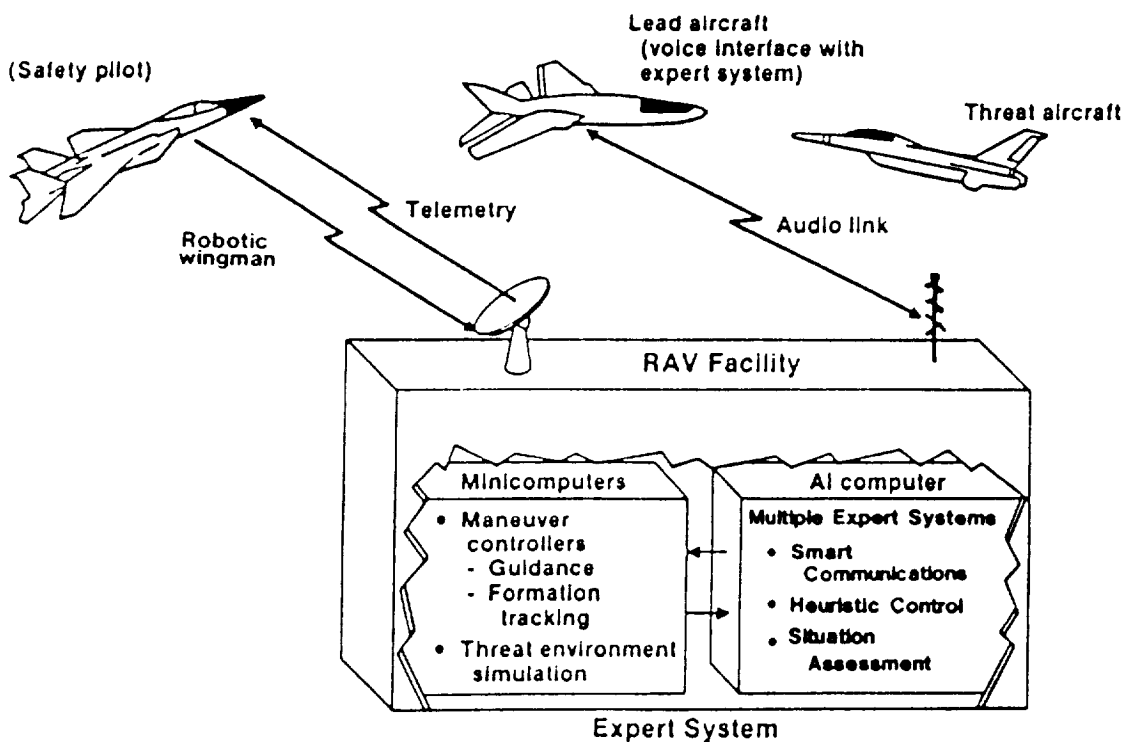 Lead aircraft
(voice interface with
expert system)
(Safety pilot)
Threat aircraft
Telemetry
Audio link
Robotic
wingman
RAV Facility
Minicomputers
• Maneuver
controllers
- Guidance
- Formation
tracking
• Threat environment
simulation
AI computer
Multiple Expert Systems
• Smart
Communications
• Heuristic Control
• Situation
Assessment
Expert System